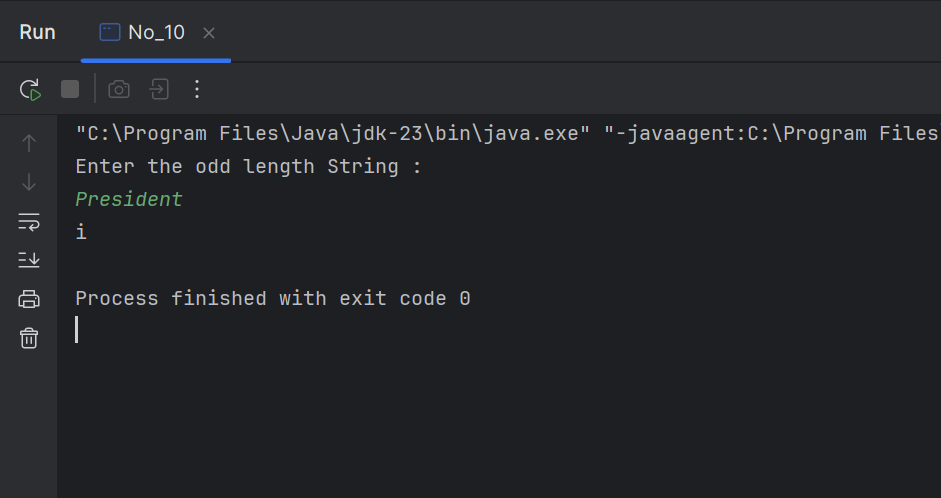 Run No_10
"C:\Program Files\Java\jdk-23\bin\java.exe" "-javaagent:C:\Program Files
Enter the odd length String :
President
i
Process finished with exit code 0